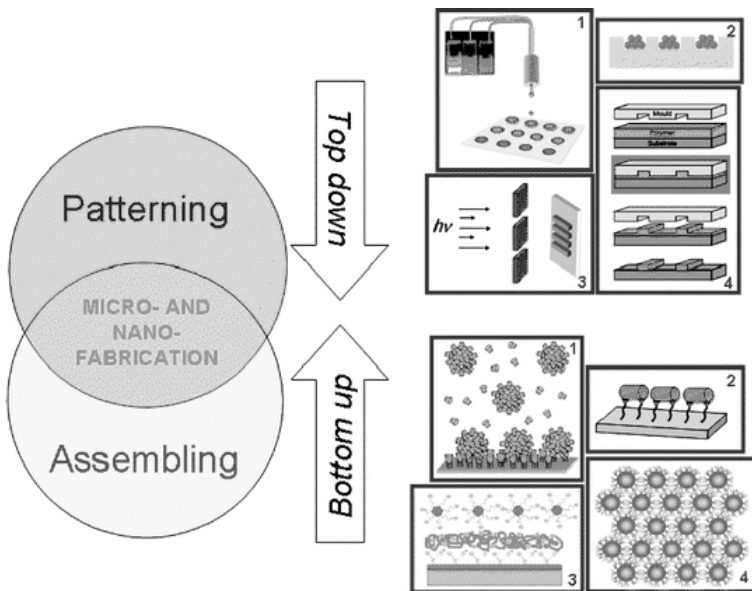 Patterning
MICRO- AND
NANO-
FABRICATION
Assembling
Top down
Bottom up
1
2
hν
3
Mould
Polymer
Substrate
4
1
2
3
4